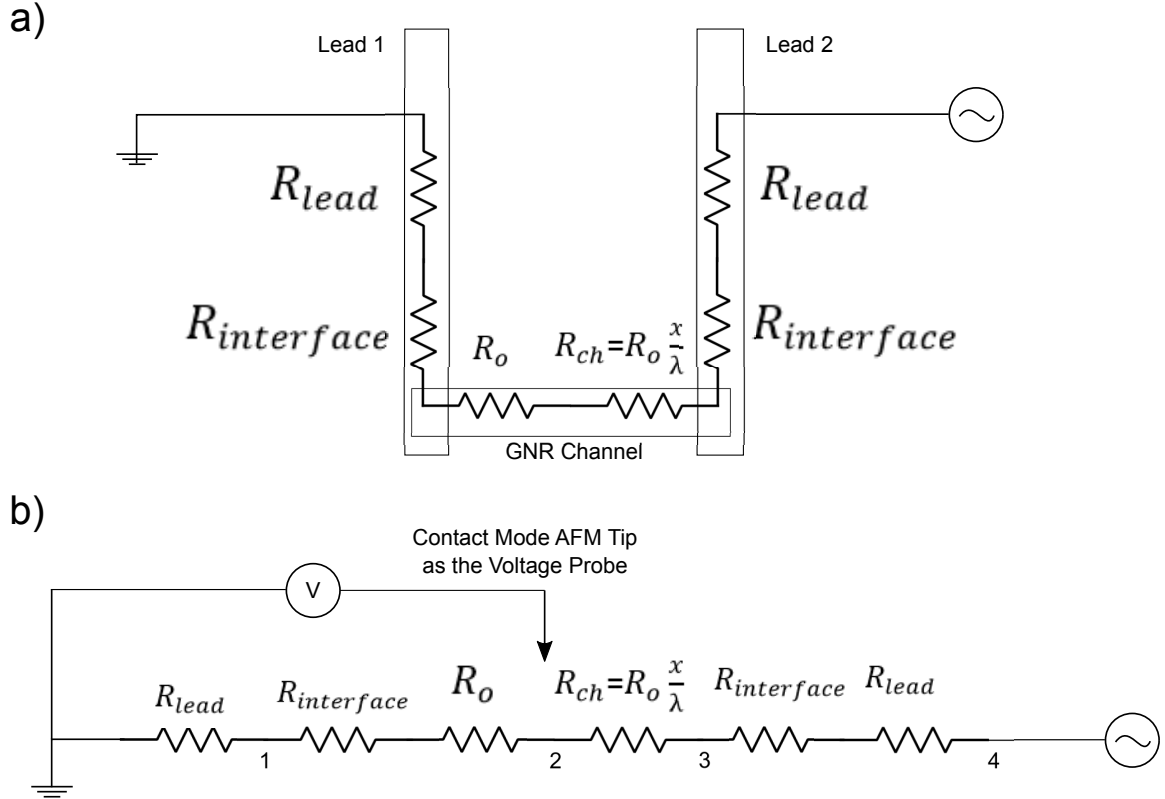 a)
Lead 1
Lead 2
R_lead
R_lead
R_interface
R_interface
R_o
R_ch=R_o x/λ
GNR Channel
b)
Contact Mode AFM Tip
as the Voltage Probe
V
R_lead
R_interface
R_o
R_ch=R_o x/λ
R_interface
R_lead
1
2
3
4